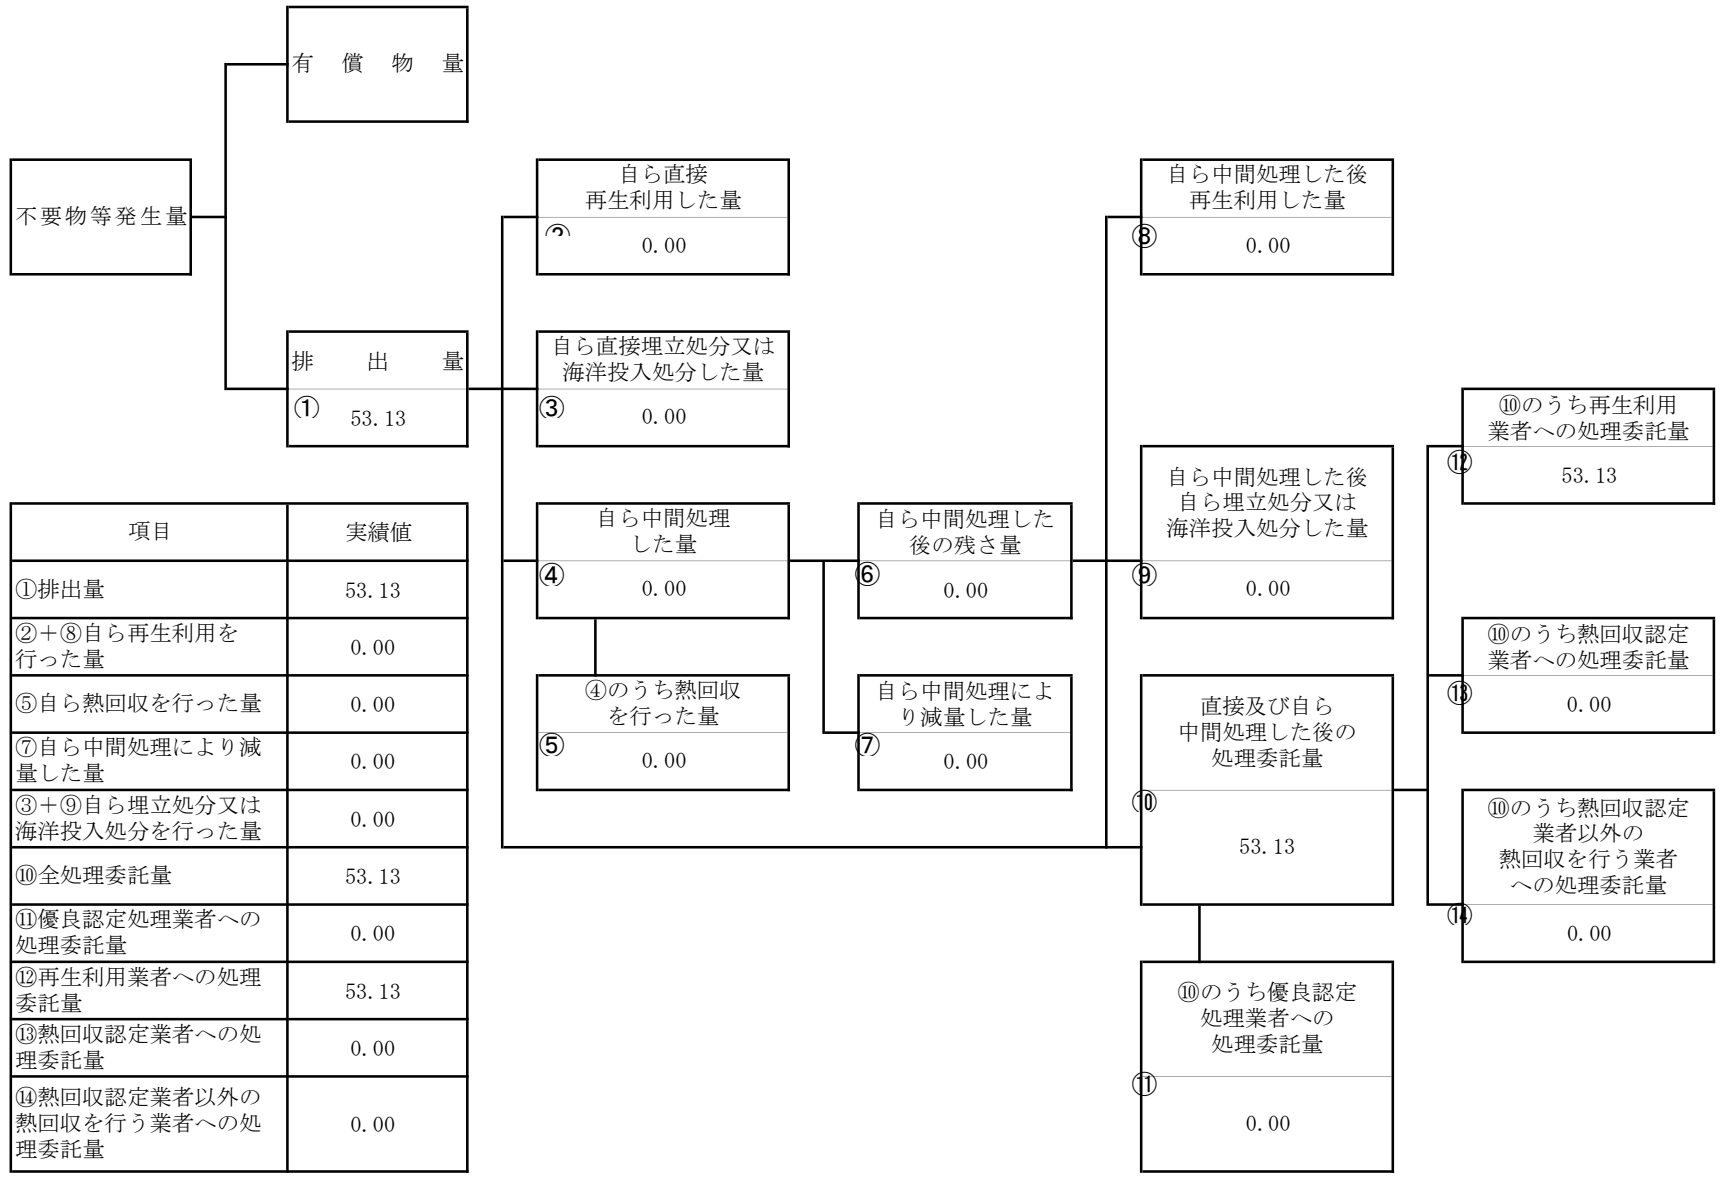 有償物量
不要物等発生量
排出量
①
53.13
自ら直接
再生利用した量
②
0.00
自ら直接埋立処分又は
海洋投入処分した量
③
0.00
自ら中間処理
した量
④
0.00
④のうち熱回収
を行った量
⑤
0.00
自ら中間処理した
後の残さ量
⑥
0.00
自ら中間処理によ
り減量した量
⑦
0.00
自ら中間処理した後
再生利用した量
⑧
0.00
自ら中間処理した後
自ら埋立処分又は
海洋投入処分した量
⑨
0.00
直接及び自ら
中間処理した後の
処理委託量
⑩
53.13
⑩のうち優良認定
処理業者への
処理委託量
⑪
0.00
⑩のうち再生利用
業者への処理委託量
⑫
53.13
⑩のうち熱回収認定
業者への処理委託量
⑬
0.00
⑩のうち熱回収認定
業者以外の
熱回収を行う業者
への処理委託量
⑭
0.00
項目 実績値
①排出量 53.13
②＋⑧自ら再生利用を
行った量
0.00
⑤自ら熱回収を行った量 0.00
⑦自ら中間処理により減
量した量
0.00
③＋⑨自ら埋立処分又は
海洋投入処分を行った量
0.00
⑩全処理委託量 53.13
⑪優良認定処理業者への
処理委託量
0.00
⑫再生利用業者への処理
委託量
53.13
⑬熱回収認定業者への処
理委託量
0.00
⑭熱回収認定業者以外の
熱回収を行う業者への処
理委託量
0.00